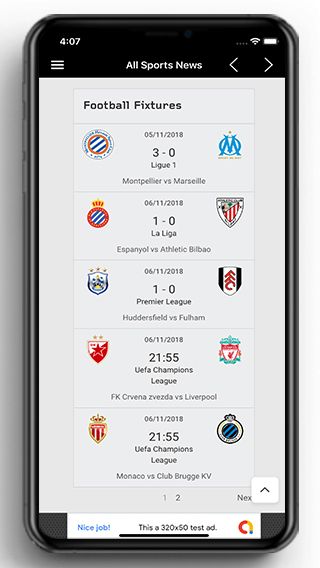 4:07
All Sports News
Football Fixtures
05/11/2018
3 - 0
Ligue 1
Montpellier vs Marseille
06/11/2018
1 - 0
La Liga
Espanyol vs Athletic Bilbao
06/11/2018
1 - 0
Premier League
Huddersfield vs Fulham
06/11/2018
21:55
Uefa Champions
League
FK Crvena zvezda vs Liverpool
06/11/2018
21:55
Uefa Champions
League
Monaco vs Club Brugge KV
1 2 Nex
Nice job! This a 320x50 test ad.